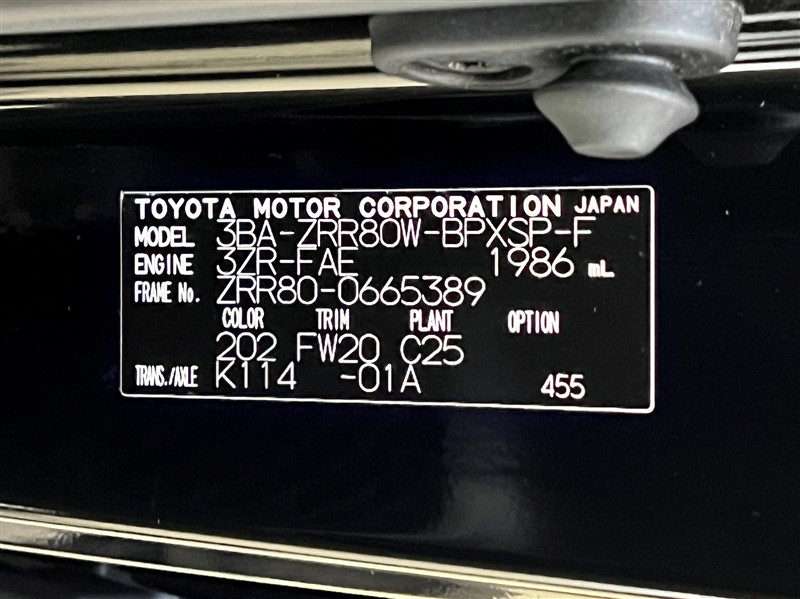 TOYOTA MOTOR CORPORATION JAPAN
MODEL 3BA-ZRR80W-BPXSP-F
ENGINE 3ZR-FAE 1986 mL
FRAME No. ZRR80-0665389
COLOR TRIM PLANT OPTION
202 FW20 C25
TRANS./AXLE K114 -01A 455